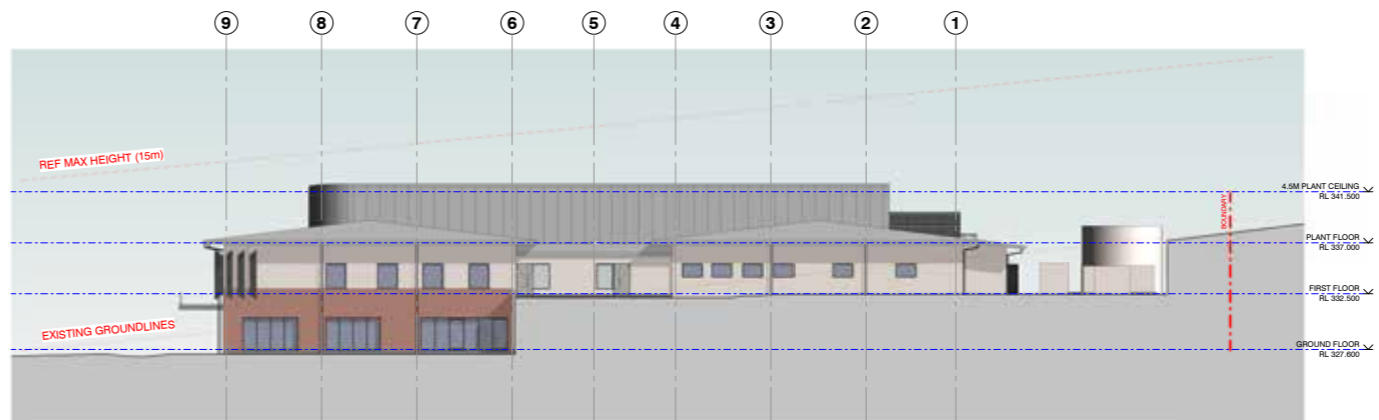 9 8 7 6 5 4 3 2 1
REF MAX HEIGHT (15m)
4.5M PLANT CEILING
RL 341.500
BOUNDARY
PLANT FLOOR
RL 337.000
FIRST FLOOR
RL 332.500
EXISTING GROUNDLINES
GROUND FLOOR
RL 327.600